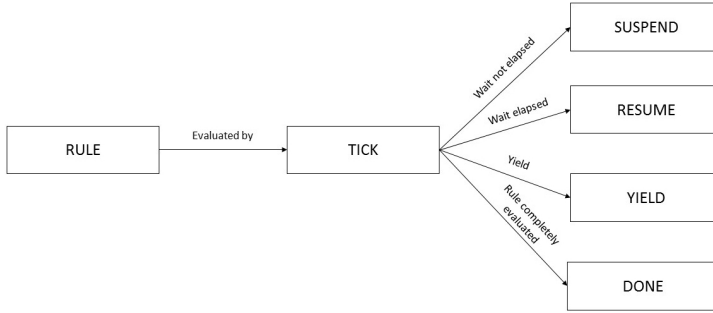 SUSPEND
Wait not elapsed
RESUME
Wait elapsed
Evaluated by
RULE
TICK
Yield
YIELD
Rule completely
evaluated
DONE